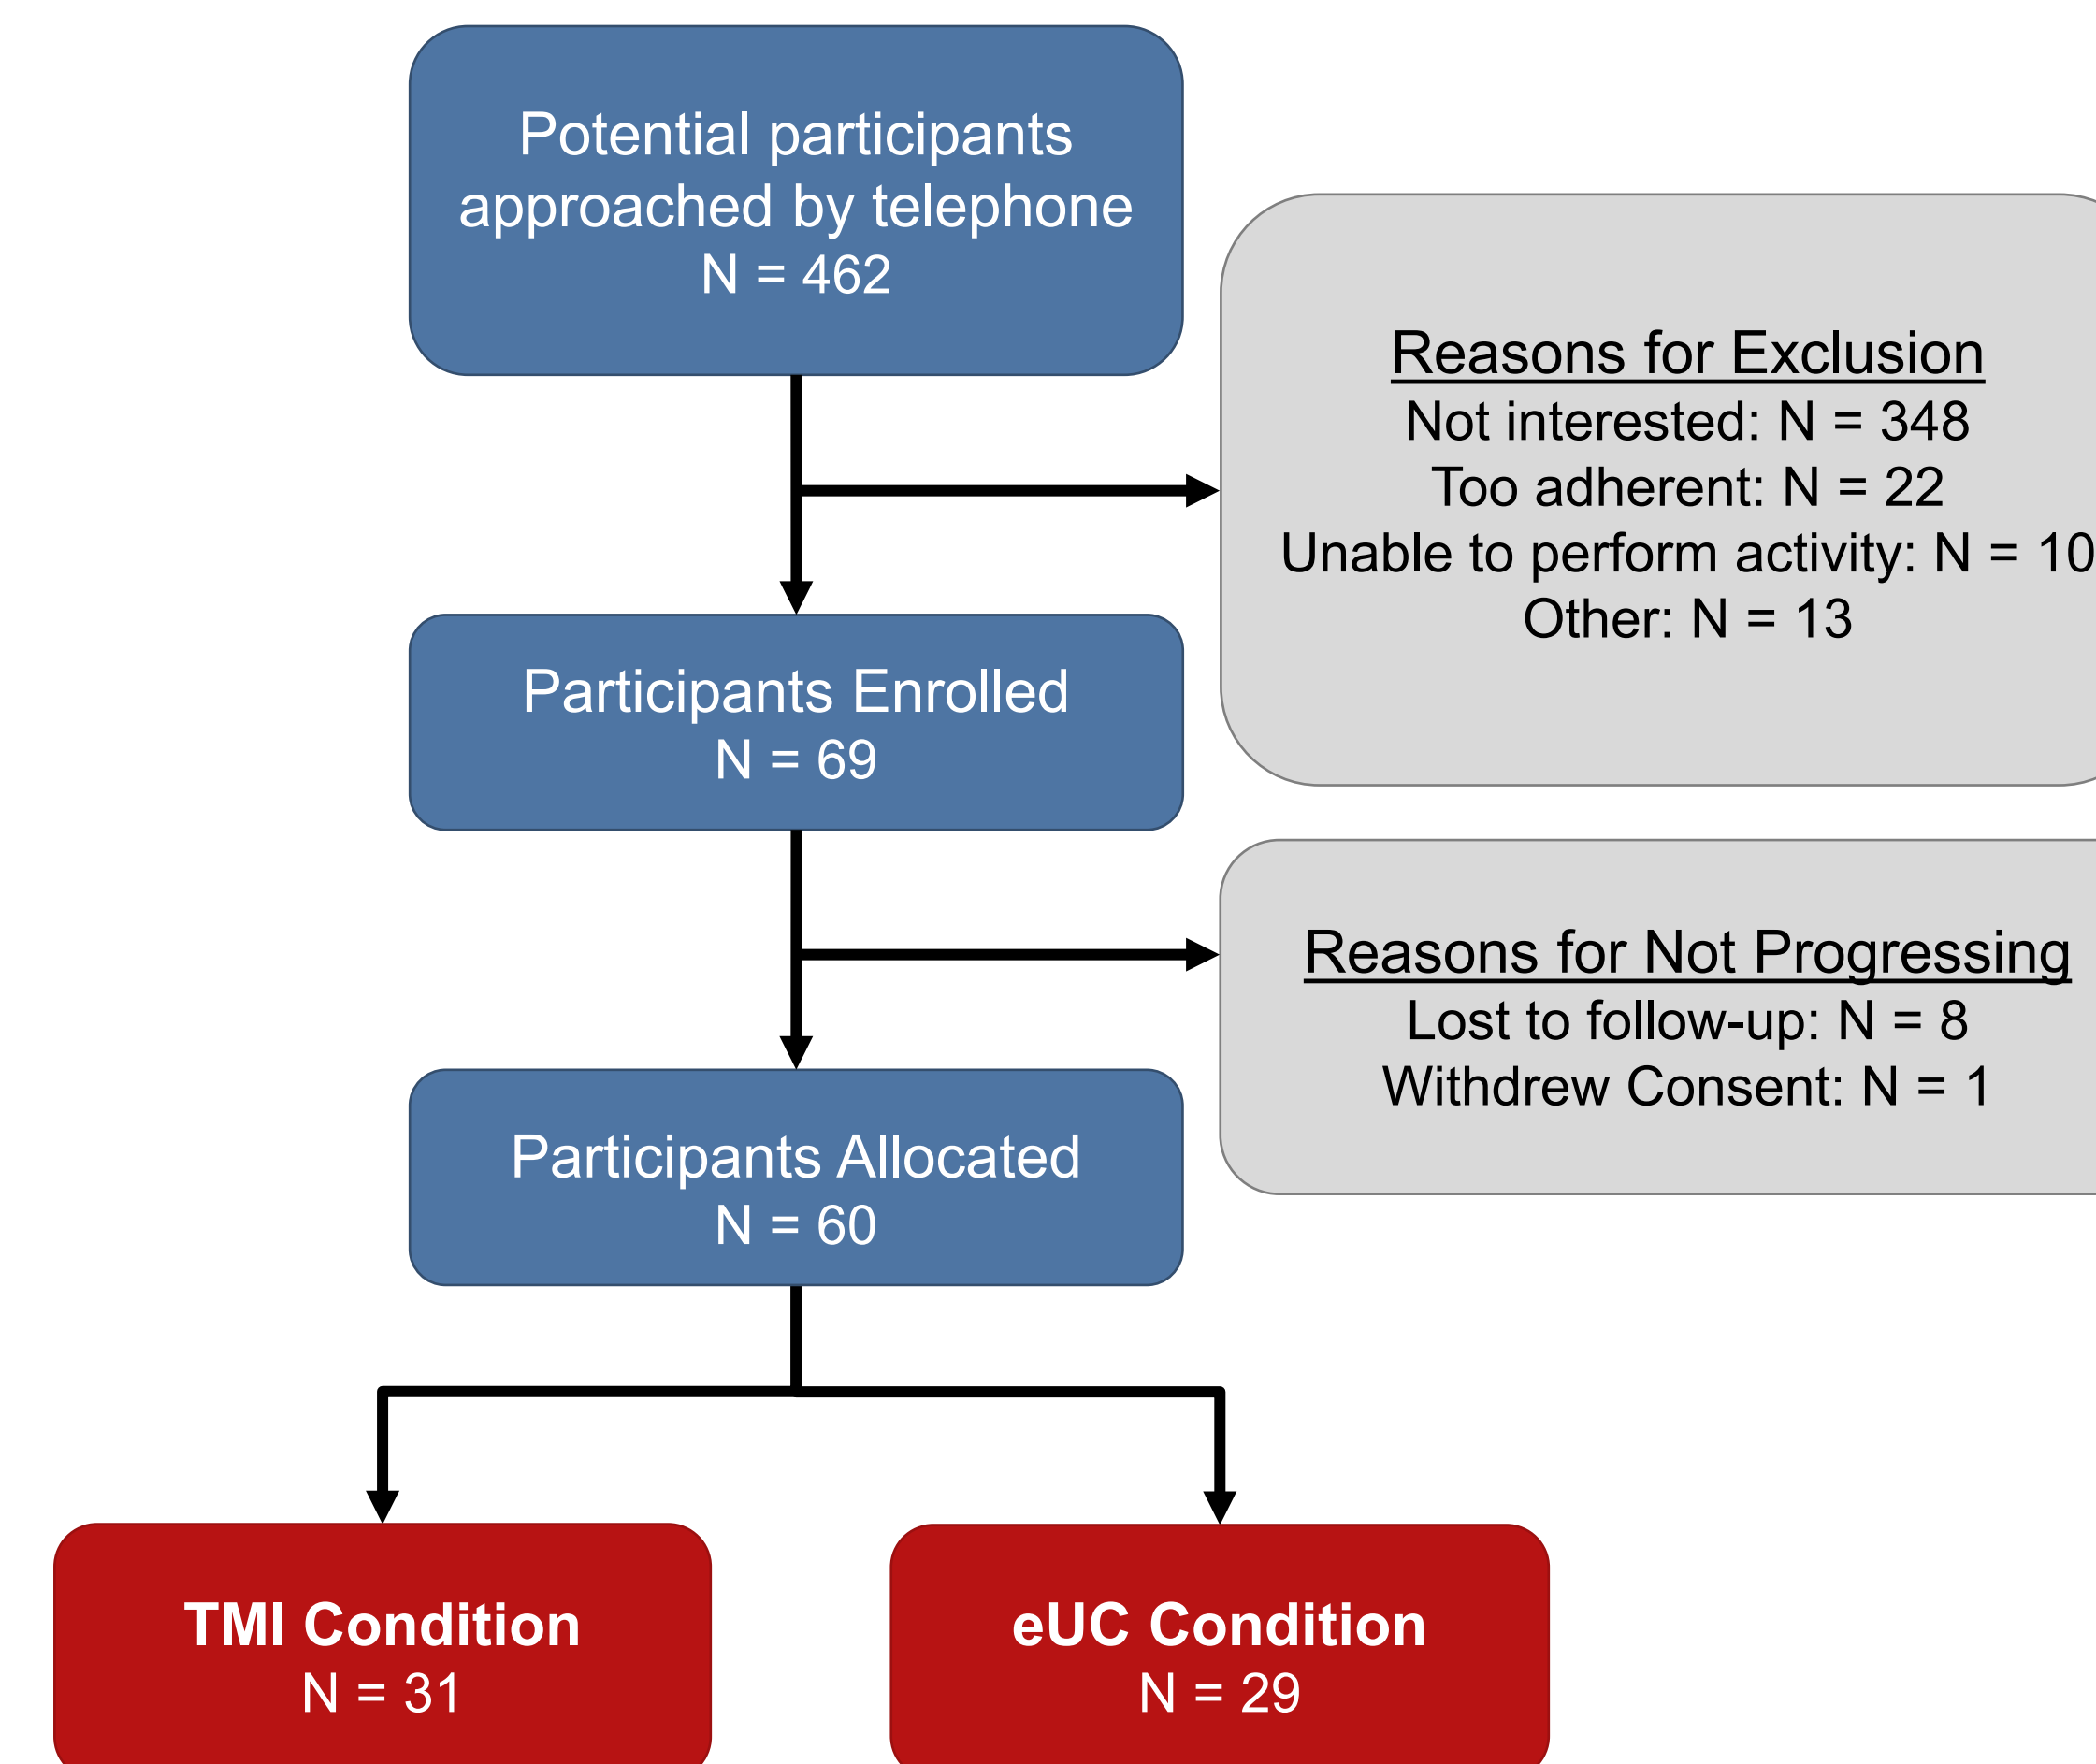 Potential participants
approached by telephone
N = 462
Reasons for Exclusion
Not interested: N = 348
Too adherent: N = 22
Unable to perform activity: N = 10
Other: N = 13
Participants Enrolled
N = 69
Reasons for Not Progressing
Lost to follow-up: N = 8
Withdrew Consent: N = 1
Participants Allocated
N = 60
TMI Condition
N = 31
eUC Condition
N = 29